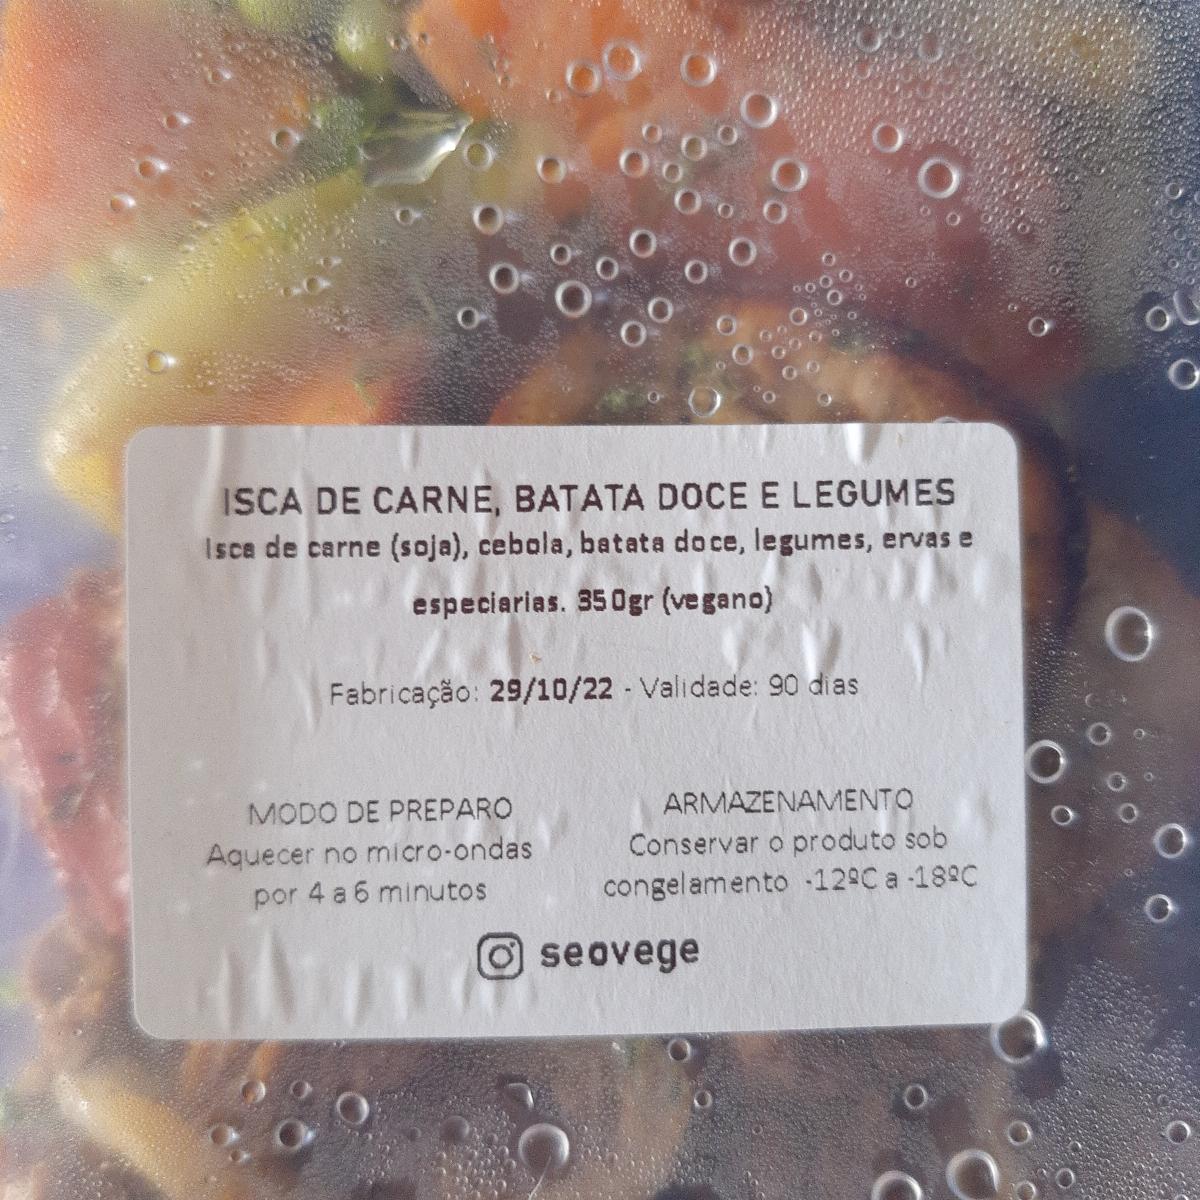 ISCA DE CARNE, BATATA DOCE E LEGUMES
Isca de carne (soja), cebola, batata doce, legumes, ervas e
especiarias. 350gr (vegano)
Fabricação: 29/10/22 - Validade: 90 dias
MODO DE PREPARO
Aquecer no micro-ondas
por 4 a 6 minutos
ARMAZENAMENTO
Conservar o produto sob
congelamento -12ºC a -18ºC
seovege